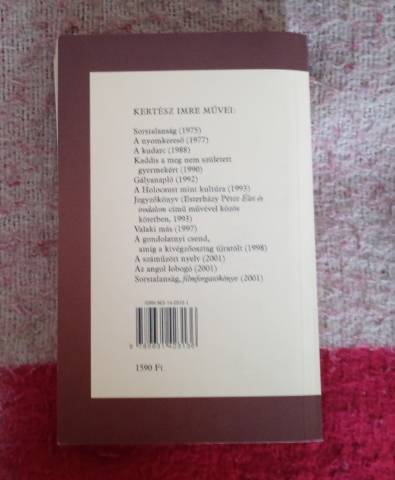 KERTÉSZ IMRE MŰVEI:
Sorstalanság (1975)
A nyomkereső (1977)
A kudarc (1988)
Kaddis a meg nem született
gyermekért (1990)
Gályanapló (1992)
A Holocaust mint kultúra (1993)
Jegyzőkönyv (Esterházy Péter Élet és
irodalom című művével közös
kötetben, 1993)
Valaki más (1997)
A gondolatnyi csend,
amíg a kivégzőosztag újratölt (1998)
A száműzött nyelv (2001)
Az angol lobogó (2001)
Sorstalanság, filmforgatókönyv (2001)
ISBN
1590 Ft